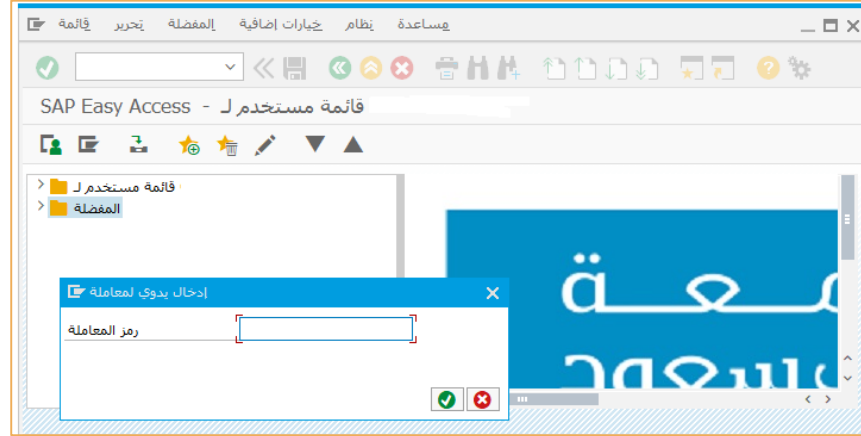 قائمة تحرير المفضلة خيارات إضافية نظام مساعدة
SAP Easy Access - قائمة مستخدم لـ
قائمة مستخدم لـ
المفضلة
إدخال يدوي لمعاملة
رمز المعاملة